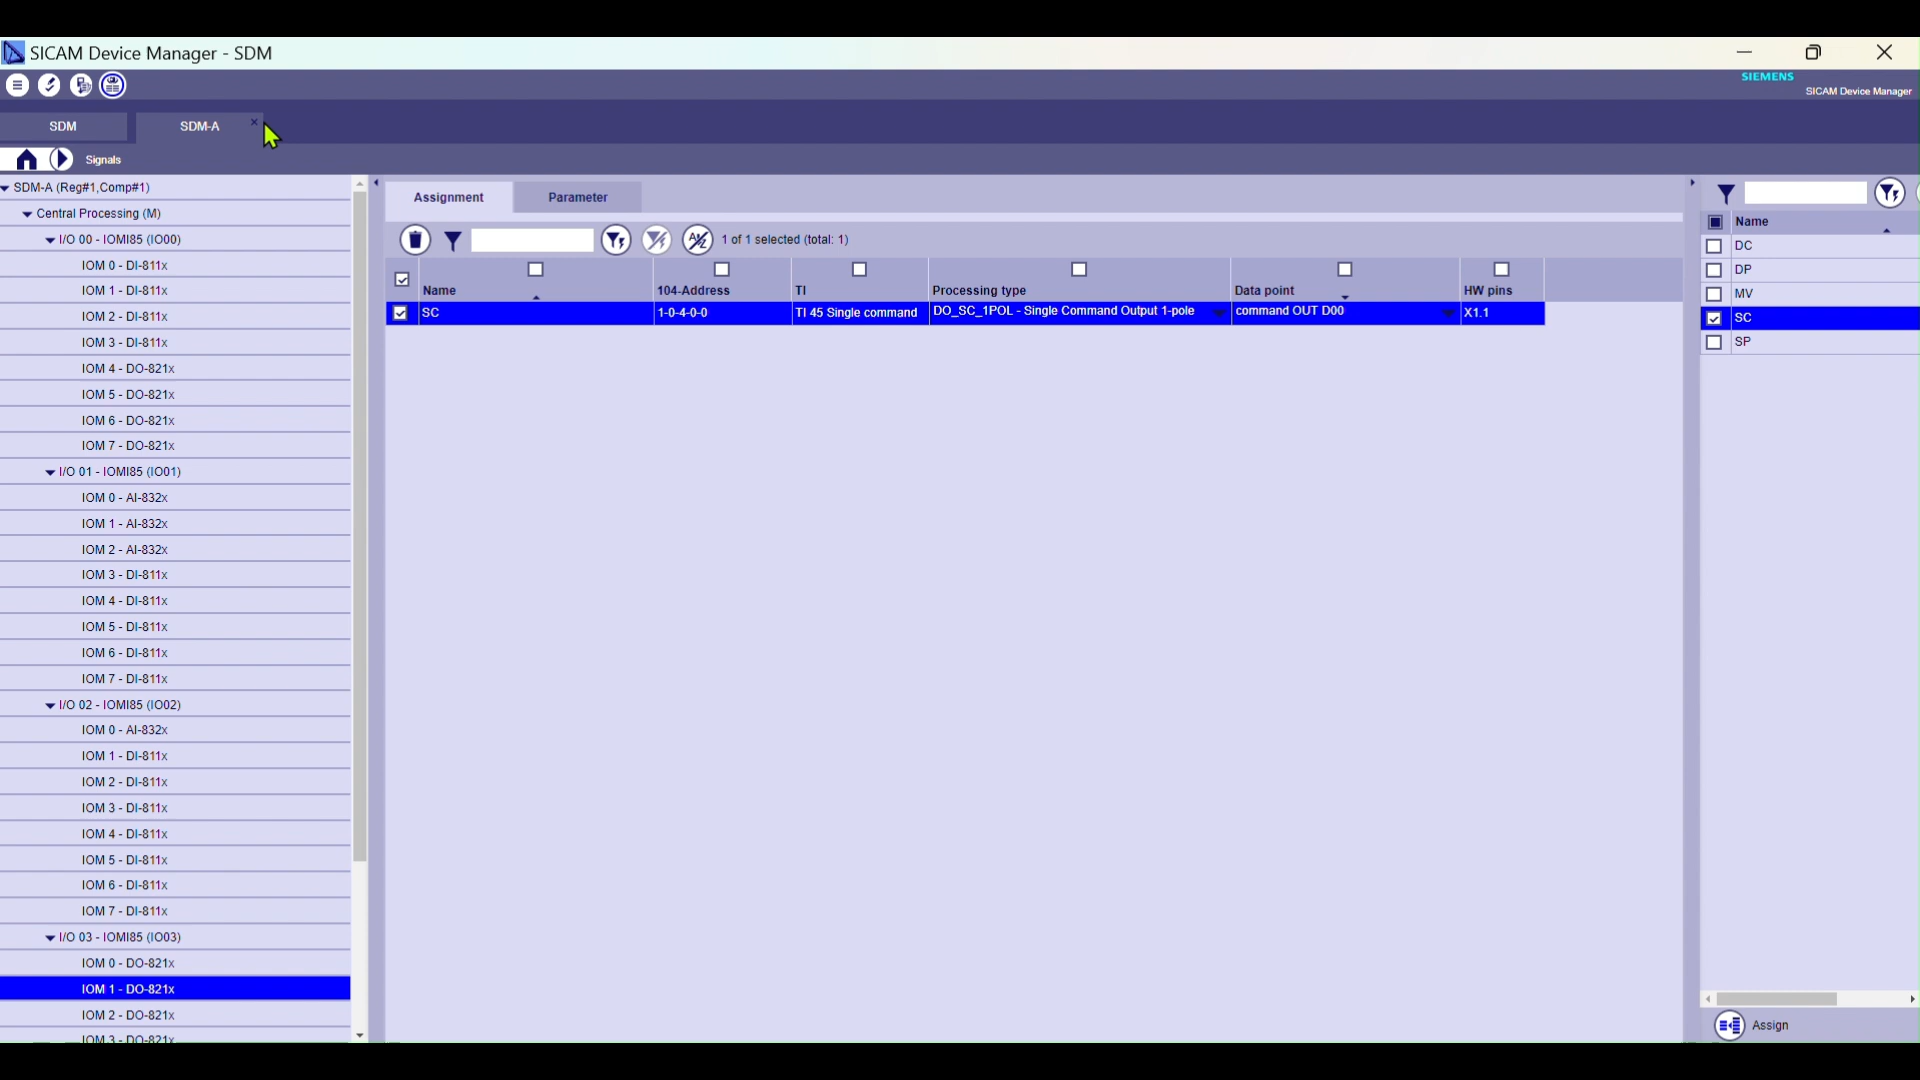 SICAM Device Manager - SDM
SIEMENS
SICAM Device Manager
SDM
SDM-A
Signals
SDM-A (Reg#1,Comp#1)
Central Processing (M)
I/O 00 - IOMI85 (IO00)
IOM 0 - DI-811x
IOM 1 - DI-811x
IOM 2 - DI-811x
IOM 3 - DI-811x
IOM 4 - DO-821x
IOM 5 - DO-821x
IOM 6 - DO-821x
IOM 7 - DO-821x
I/O 01 - IOMI85 (IO01)
IOM 0 - AI-832x
IOM 1 - AI-832x
IOM 2 - AI-832x
IOM 3 - DI-811x
IOM 4 - DI-811x
IOM 5 - DI-811x
IOM 6 - DI-811x
IOM 7 - DI-811x
I/O 02 - IOMI85 (IO02)
IOM 0 - AI-832x
IOM 1 - DI-811x
IOM 2 - DI-811x
IOM 3 - DI-811x
IOM 4 - DI-811x
IOM 5 - DI-811x
IOM 6 - DI-811x
IOM 7 - DI-811x
I/O 03 - IOMI85 (IO03)
IOM 0 - DO-821x
IOM 1 - DO-821x
IOM 2 - DO-821x
IOM 3 - DO-821x
Assignment
Parameter
1 of 1 selected (total: 1)
Name 104-Address TI Processing type Data point HW pins
SC 1-0-4-0-0 TI 45 Single command DO_SC_1POL - Single Command Output 1-pole command OUT D00 X1.1
Name
DC
DP
MV
SC
SP
Assign